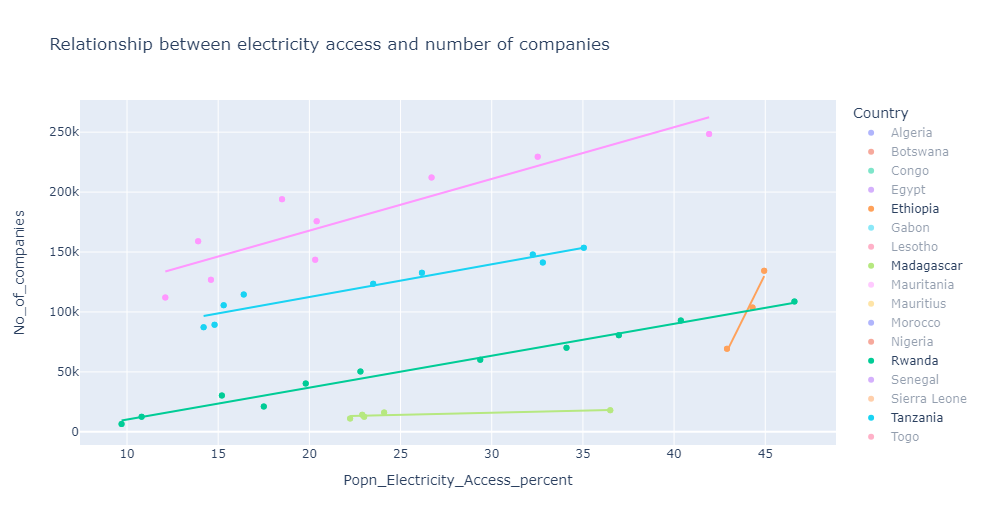 Relationship between electricity access and number of companies
No_of_companies
250k
200k
150k
100k
50k
0
10 15 20 25 30 35 40 45
Popn_Electricity_Access_percent
Country
Algeria
Botswana
Congo
Egypt
Ethiopia
Gabon
Lesotho
Madagascar
Mauritania
Mauritius
Morocco
Nigeria
Rwanda
Senegal
Sierra Leone
Tanzania
Togo